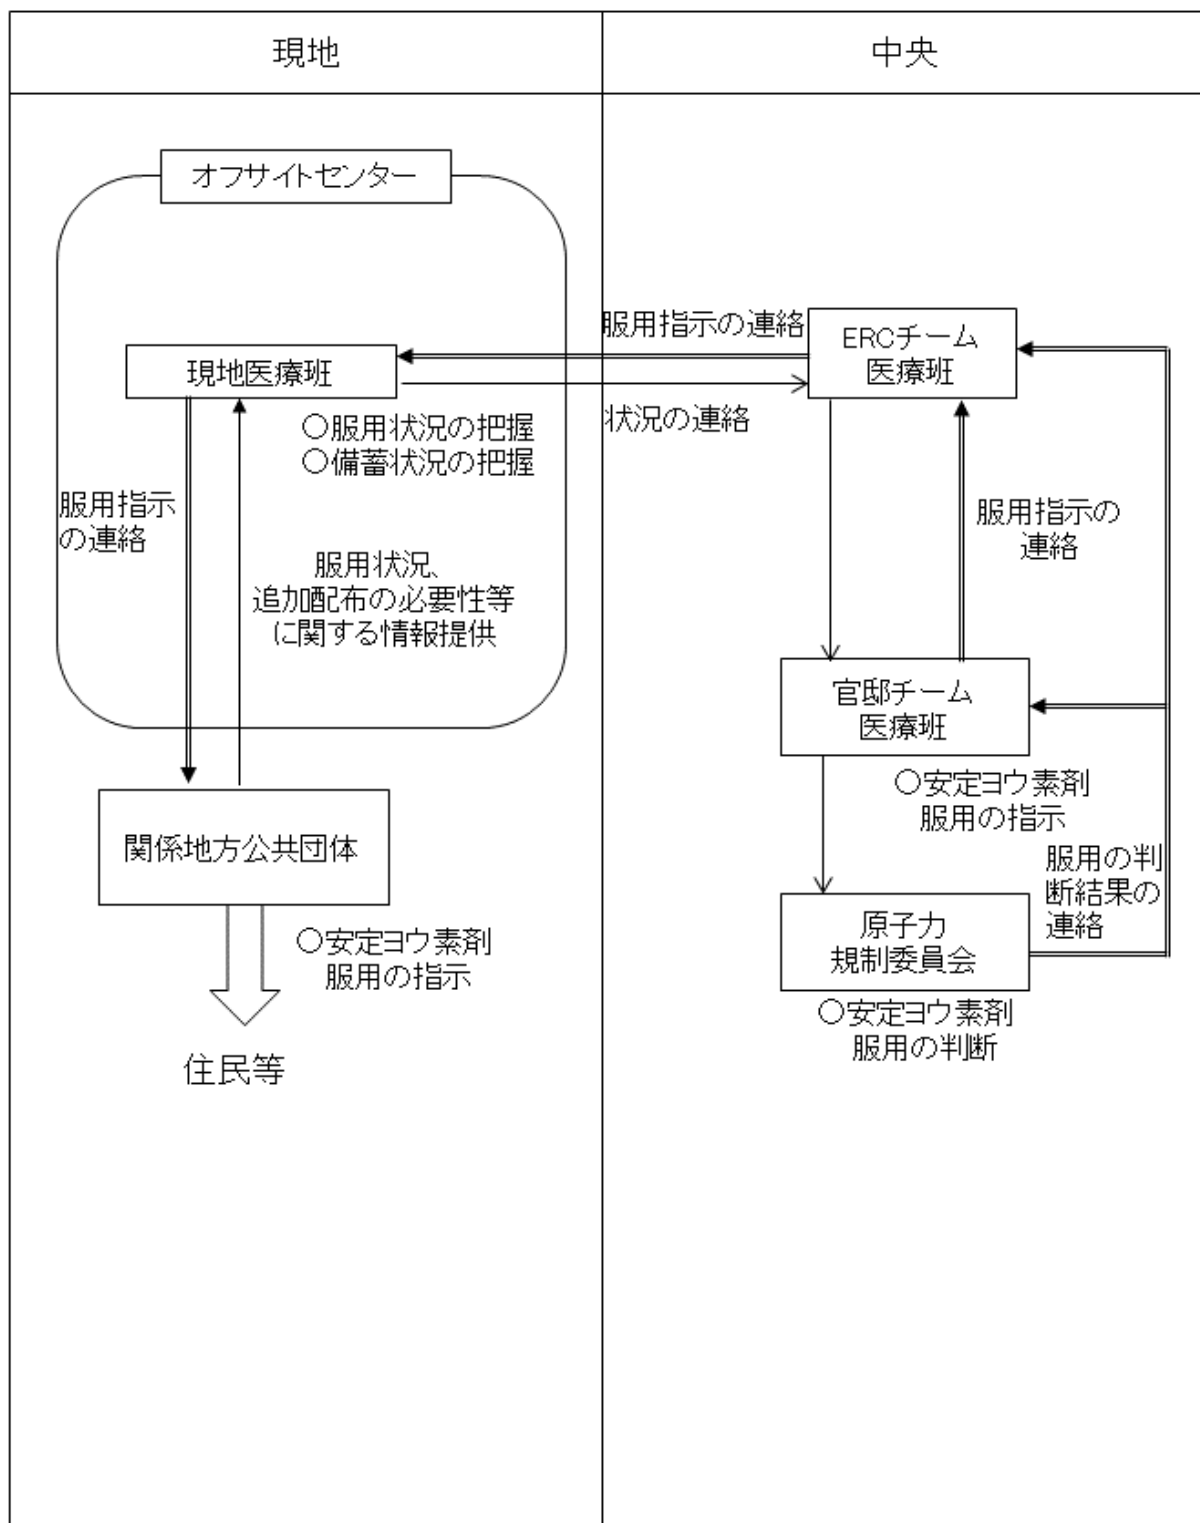 現地
中央
オフサイトセンター
服用指示の連絡
ERCチーム
医療班
現地医療班
状況の連絡
○服用状況の把握
○備蓄状況の把握
服用指示
の連絡
服用指示の
連絡
服用状況、
追加配布の必要性等
に関する情報提供
官邸チーム
医療班
○安定ヨウ素剤
服用の指示
関係地方公共団体
服用の判
断結果の
連絡
○安定ヨウ素剤
服用の指示
原子力
規制委員会
○安定ヨウ素剤
服用の判断
住民等